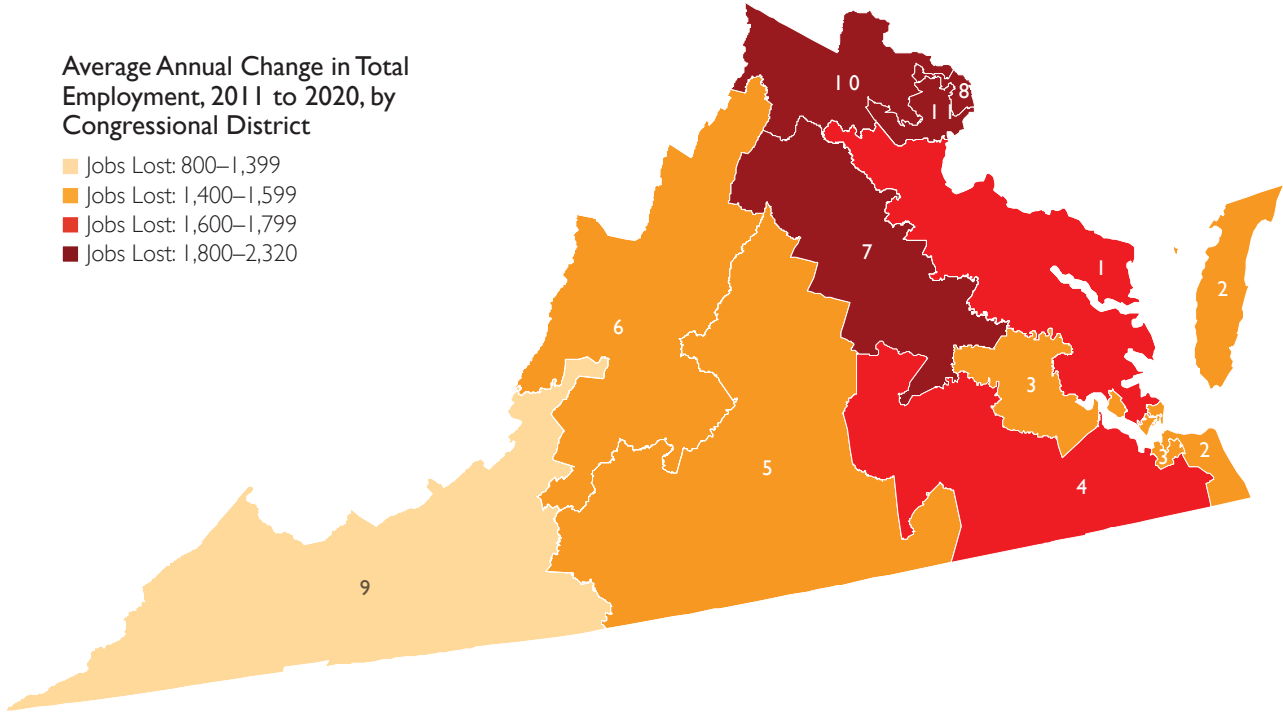 Average Annual Change in Total
Employment, 2011 to 2020, by
Congressional District
Jobs Lost: 800–1,399
Jobs Lost: 1,400–1,599
Jobs Lost: 1,600–1,799
Jobs Lost: 1,800–2,320
10
8
11
7
1
2
6
3
5
3
2
4
9